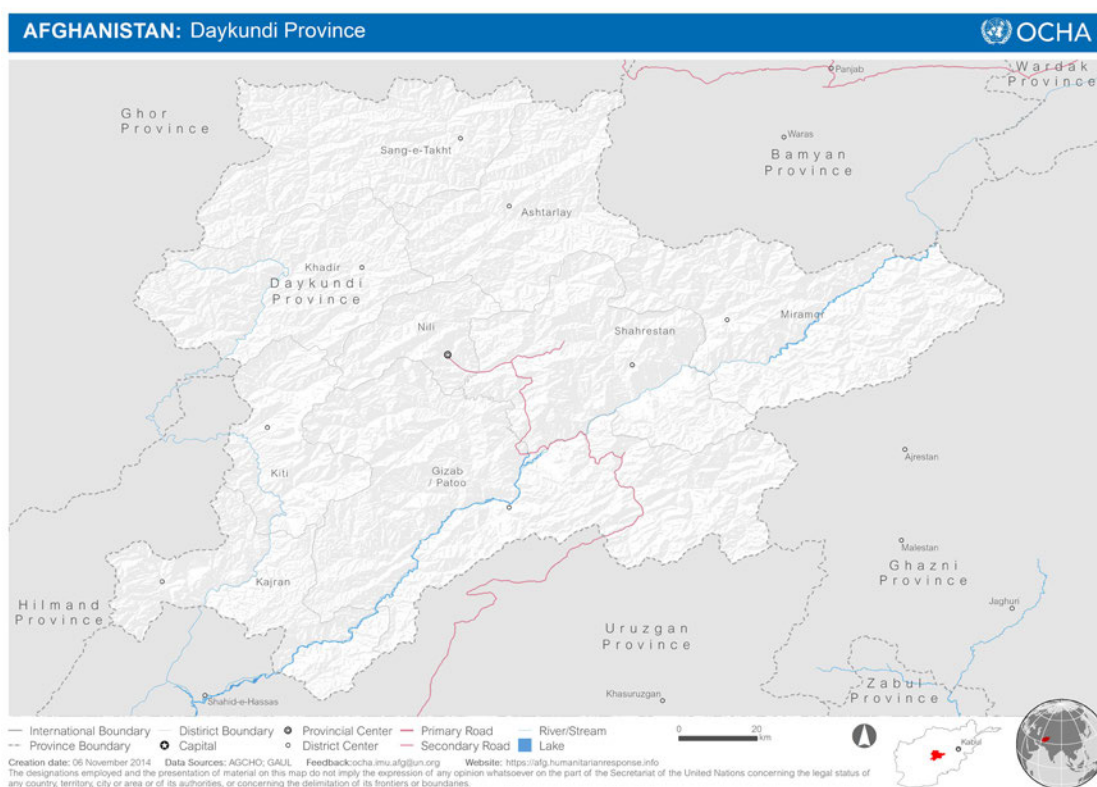 AFGHANISTAN: Daykundi Province
OCHA
Panjab
Wardak
Province
Ghor
Province
Waras
Sang-e-Takht
Bamyan
Province
Ashtarlay
Khadir
Daykundi
Province
Nili
Shahrestan
Miramor
Ajrestan
Kiti
Gizab
/ Patoo
Malestan
Ghazni
Province
Kajran
Hilmand
Province
Jaghuri
Uruzgan
Province
Zabul
Province
Shahid-e-Hassas
Khasuruzgan
International Boundary
District Boundary
Provincial Center
Primary Road
River/Stream
0 20
km
Province Boundary
Capital
District Center
Secondary Road
Lake
Kabul
Creation date: 06 November 2014 Data Sources: AGCHO; GAUL Feedback:ocha.imu.afg@un.org Website: https://afg.humanitarianresponse.info
The designations employed and the presentation of material on this map do not imply the expression of any opinion whatsoever on the part of the Secretariat of the United Nations concerning the legal status of
any country, territory, city or area or of its authorities, or concerning the delimitation of its frontiers or boundaries.